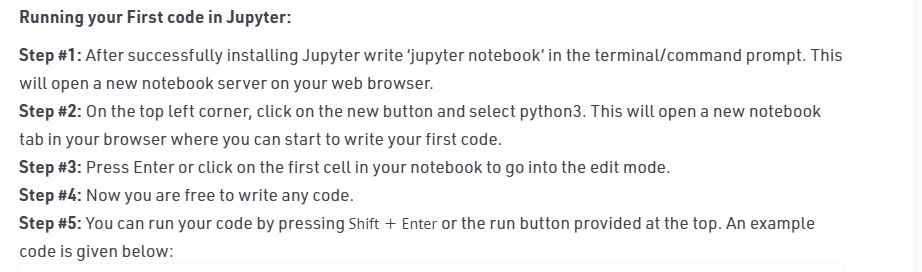 Running your First code in Jupyter:
Step #1: After successfully installing Jupyter write ‘jupyter notebook’ in the terminal/command prompt. This
will open a new notebook server on your web browser.
Step #2: On the top left corner, click on the new button and select python3. This will open a new notebook
tab in your browser where you can start to write your first code.
Step #3: Press Enter or click on the first cell in your notebook to go into the edit mode.
Step #4: Now you are free to write any code.
Step #5: You can run your code by pressing Shift + Enter or the run button provided at the top. An example
code is given below: